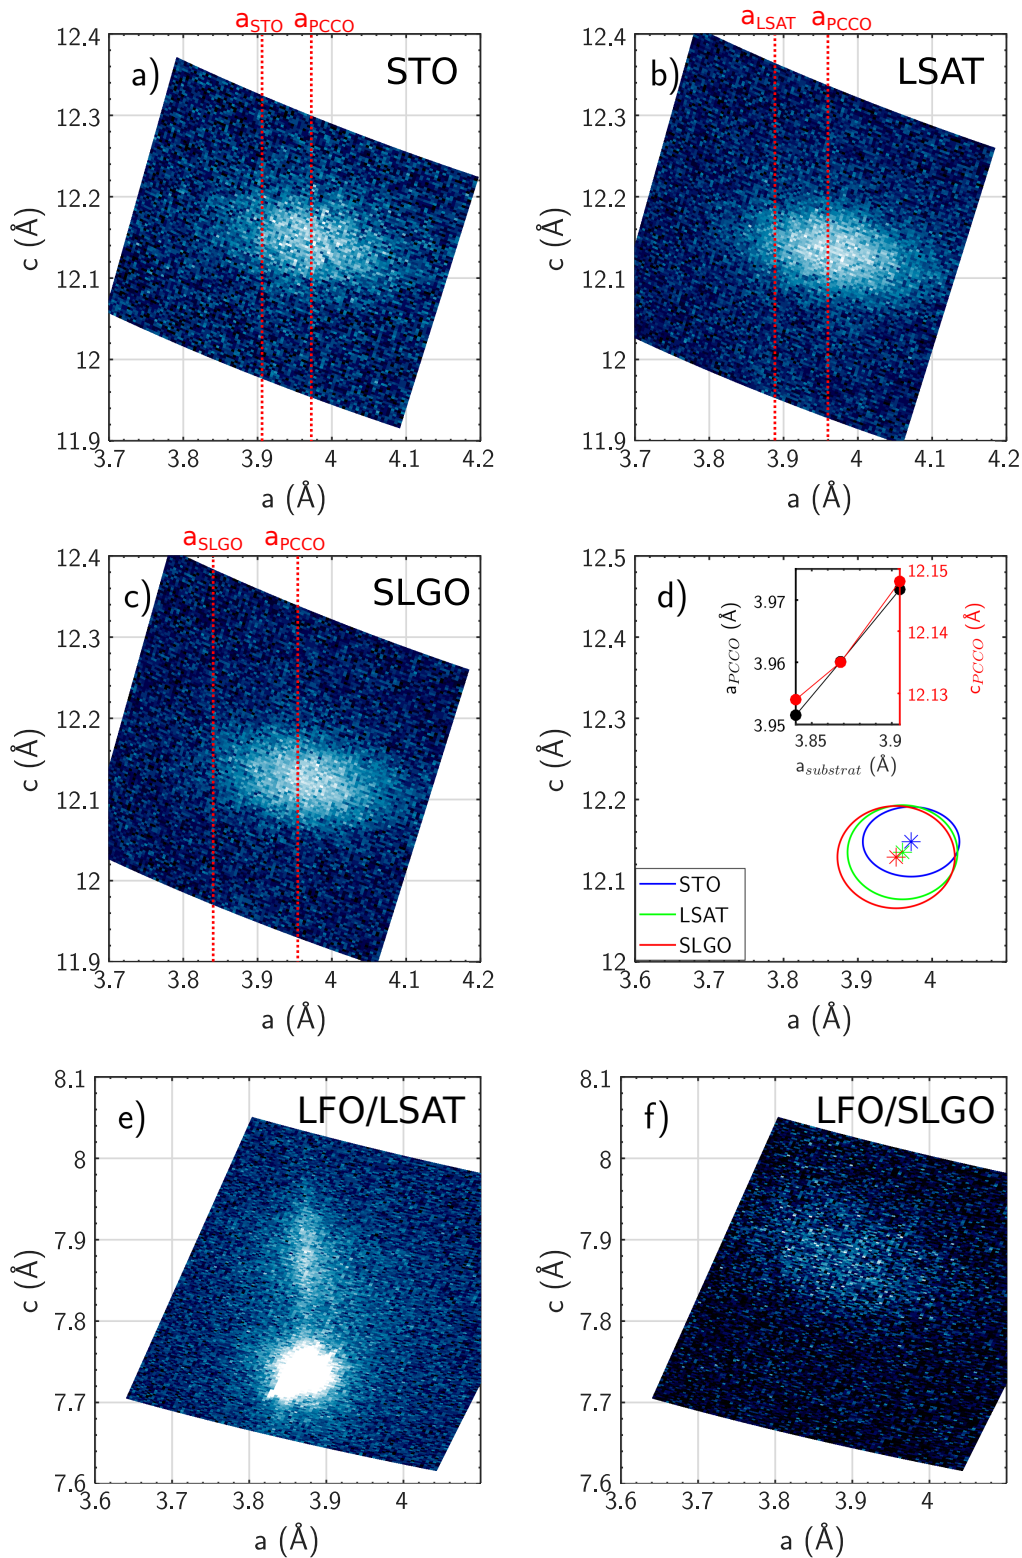 a_STO a_PCCO
a)
STO
12.4
12.3
12.2
12.1
12
11.9
c (Å)
3.7 3.8 3.9 4 4.1 4.2
a (Å)
a_LSAT a_PCCO
b)
LSAT
12.4
12.3
12.2
12.1
12
11.9
c (Å)
3.7 3.8 3.9 4 4.1 4.2
a (Å)
a_SLGO a_PCCO
c)
SLGO
12.4
12.3
12.2
12.1
12
11.9
c (Å)
3.7 3.8 3.9 4 4.1 4.2
a (Å)
d)
12.5
12.4
12.3
12.2
12.1
12
c (Å)
3.6 3.7 3.8 3.9 4
a (Å)
3.97
3.96
3.95
a_PCCO (Å)
12.15
12.14
12.13
c_PCCO (Å)
3.85 3.9
a_substrat (Å)
STO
LSAT
SLGO
e)
LFO/LSAT
8.1
8
7.9
7.8
7.7
7.6
c (Å)
3.6 3.7 3.8 3.9 4
a (Å)
f)
LFO/SLGO
8.1
8
7.9
7.8
7.7
7.6
c (Å)
3.6 3.7 3.8 3.9 4
a (Å)